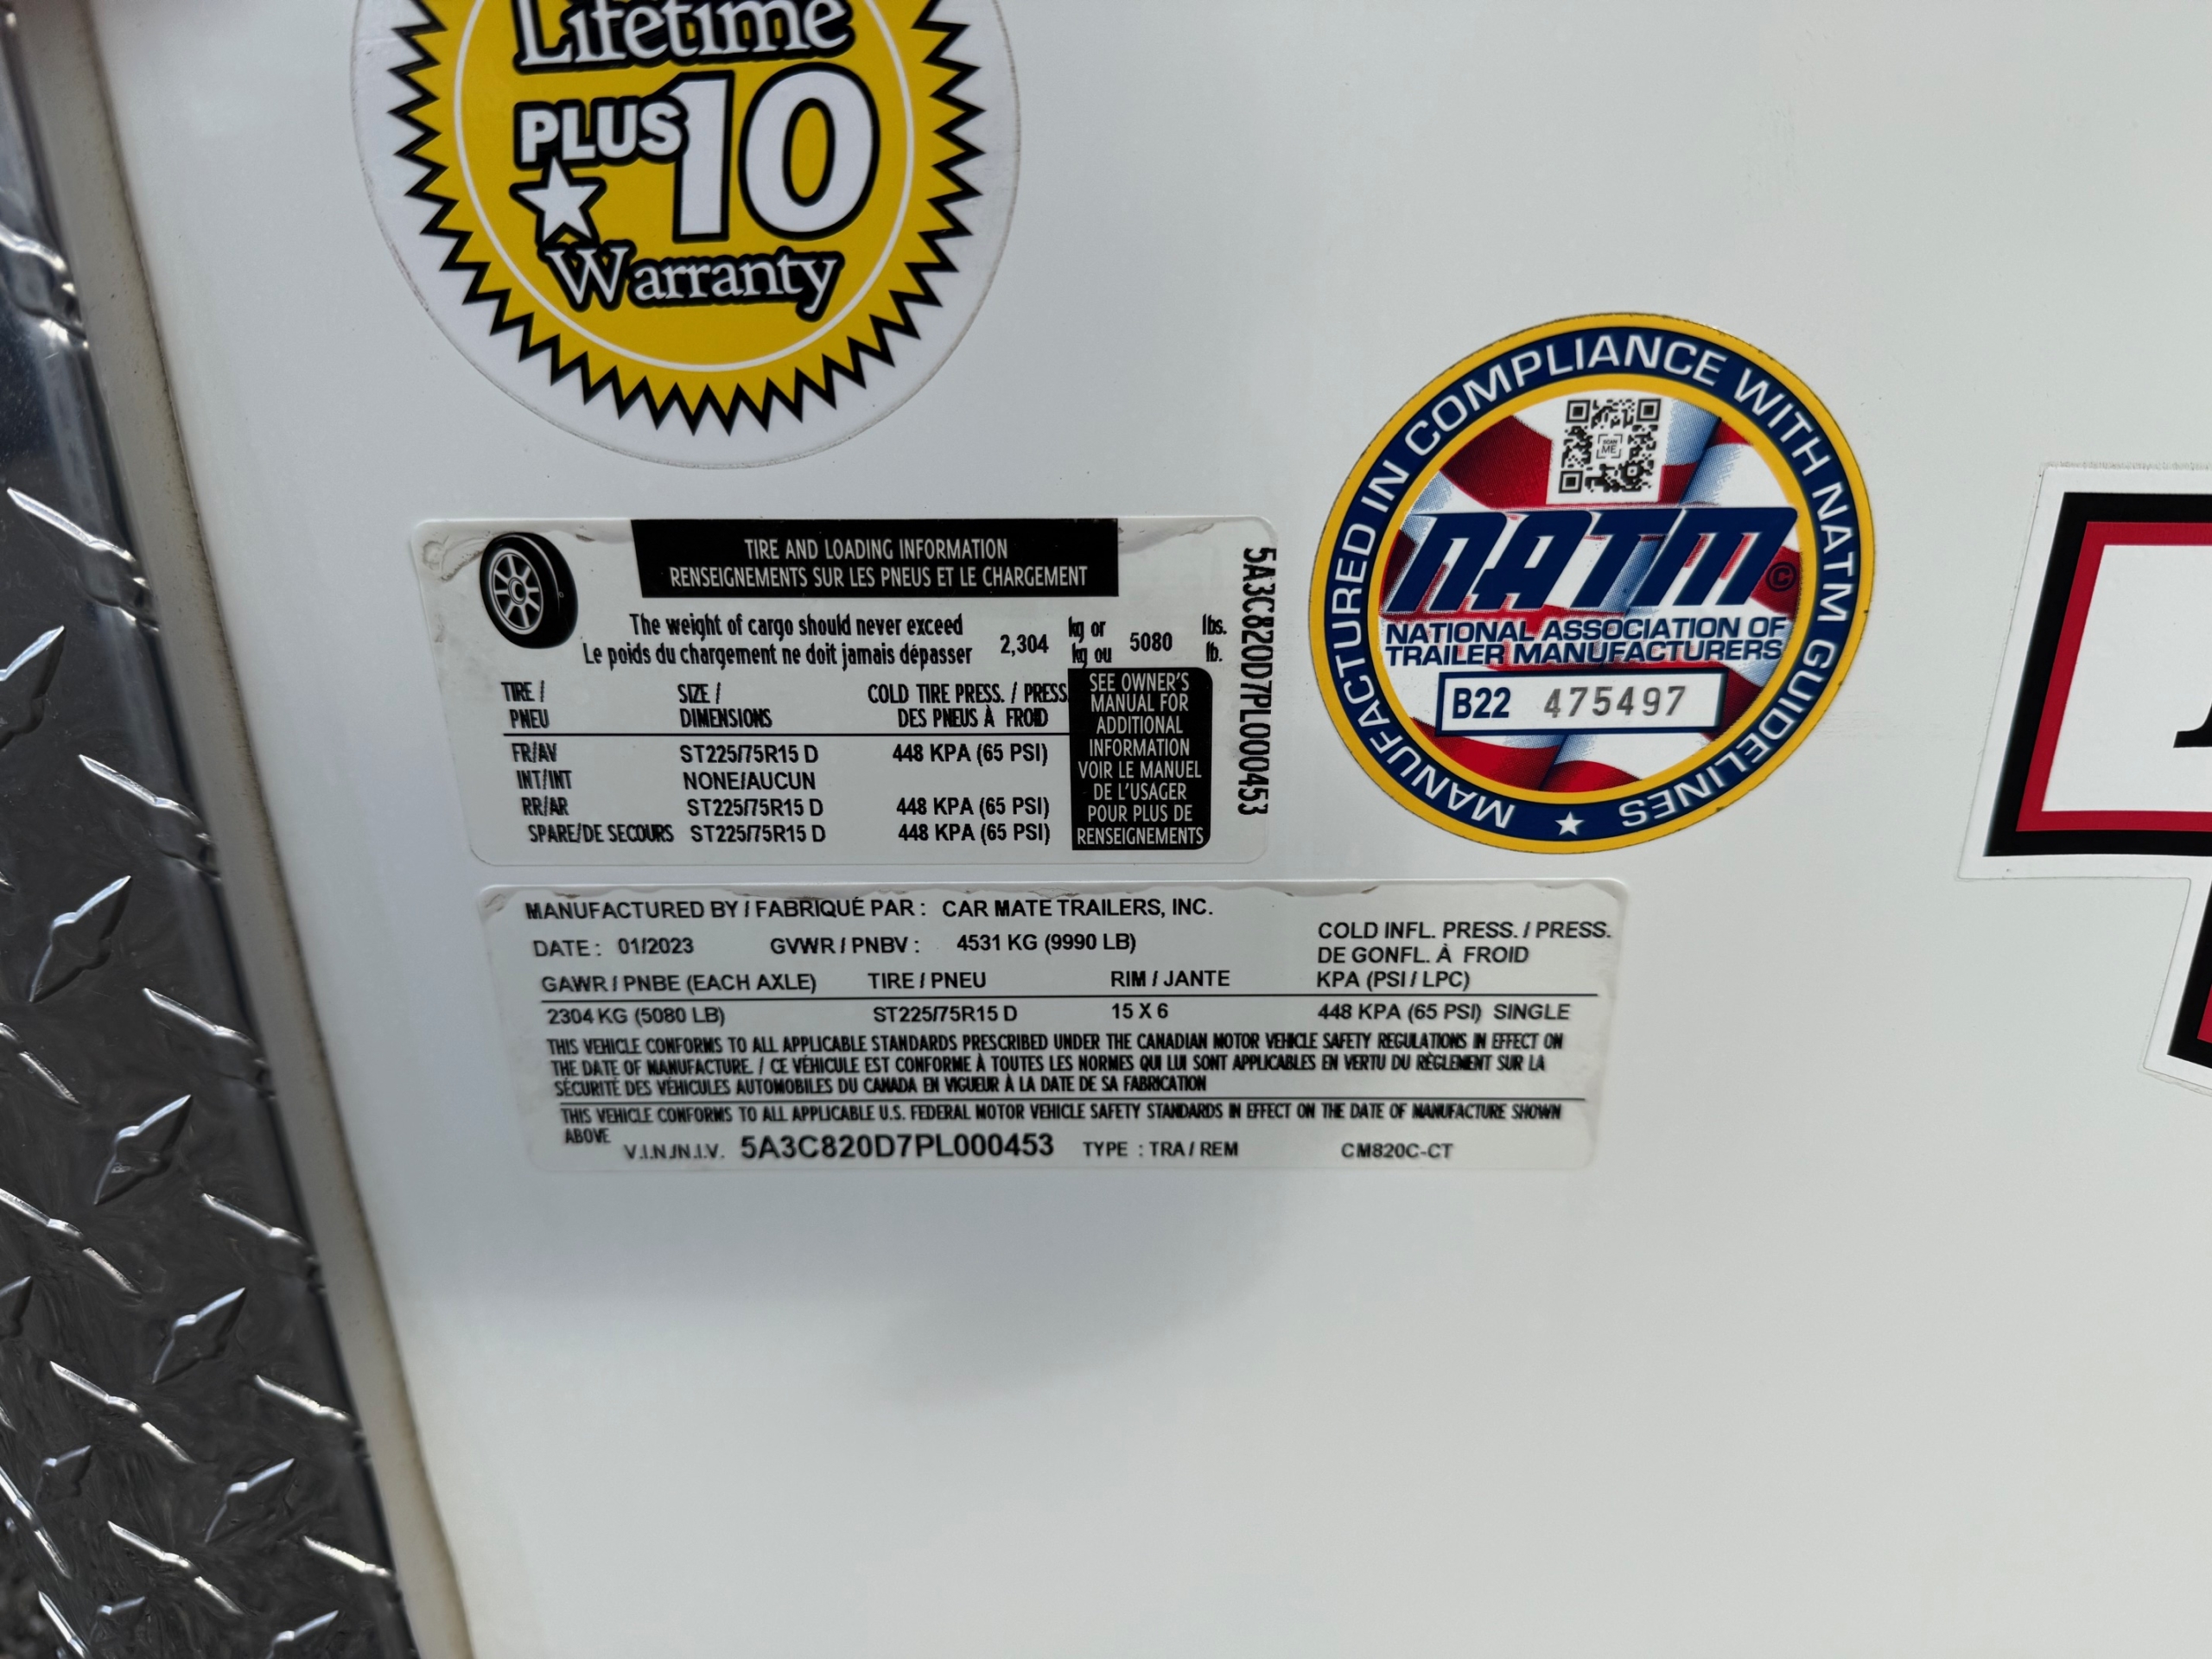 Lifetime
PLUS 10
Warranty
MANUFACTURED IN COMPLIANCE WITH NATM GUIDELINES
SCAN
ME
NATM ©
NATIONAL ASSOCIATION OF
TRAILER MANUFACTURERS
B22 475497
TIRE AND LOADING INFORMATION
RENSEIGNEMENTS SUR LES PNEUS ET LE CHARGEMENT
The weight of cargo should never exceed 2,304 kg or 5080 lbs.
Le poids du chargement ne doit jamais dépasser kg ou lb.
TIRE / SIZE / COLD TIRE PRESS. / PRESS.
PNEU DIMENSIONS DES PNEUS À FROID
FR/AV ST225/75R15 D 448 KPA (65 PSI)
INT/INT NONE/AUCUN
RR/AR ST225/75R15 D 448 KPA (65 PSI)
SPARE/DE SECOURS ST225/75R15 D 448 KPA (65 PSI)
SEE OWNER'S
MANUAL FOR
ADDITIONAL
INFORMATION
VOIR LE MANUEL
DE L'USAGER
POUR PLUS DE
RENSEIGNEMENTS
5A3C820D7PL000453
MANUFACTURED BY / FABRIQUÉ PAR : CAR MATE TRAILERS, INC.
DATE : 01/2023 GVWR / PNBV : 4531 KG (9990 LB)
COLD INFL. PRESS. / PRESS.
DE GONFL. À FROID
GAWR / PNBE (EACH AXLE) TIRE / PNEU RIM / JANTE KPA (PSI / LPC)
2304 KG (5080 LB) ST225/75R15 D 15 X 6 448 KPA (65 PSI) SINGLE
THIS VEHICLE CONFORMS TO ALL APPLICABLE STANDARDS PRESCRIBED UNDER THE CANADIAN MOTOR VEHICLE SAFETY REGULATIONS IN EFFECT ON
THE DATE OF MANUFACTURE. / CE VÉHICULE EST CONFORME À TOUTES LES NORMES QUI LUI SONT APPLICABLES EN VERTU DU RÈGLEMENT SUR LA
SÉCURITÉ DES VÉHICULES AUTOMOBILES DU CANADA EN VIGUEUR À LA DATE DE SA FABRICATION
THIS VEHICLE CONFORMS TO ALL APPLICABLE U.S. FEDERAL MOTOR VEHICLE SAFETY STANDARDS IN EFFECT ON THE DATE OF MANUFACTURE SHOWN
ABOVE
V.I.N./N.I.V. 5A3C820D7PL000453 TYPE : TRA / REM CM820C-CT